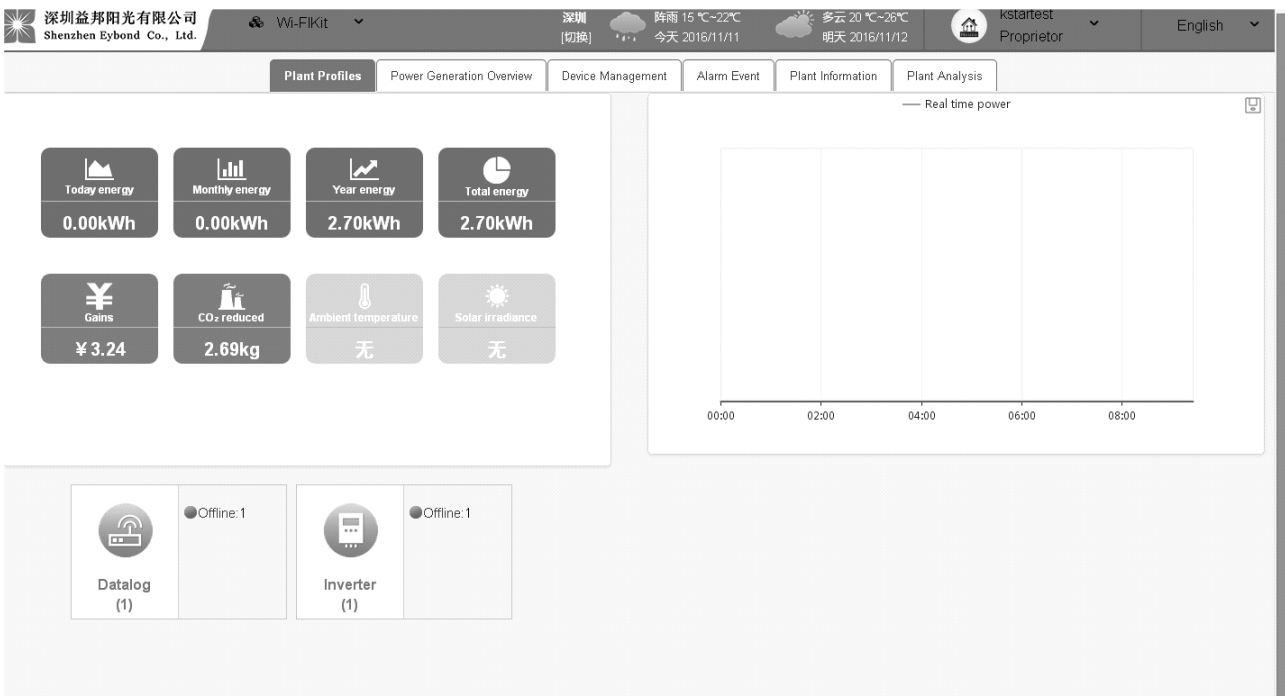 深圳益邦阳光有限公司
Shenzhen Eybond Co., Ltd.
Wi-FIKit
深圳
[切换]
阵雨 15 ℃~22℃
今天 2016/11/11
多云 20 ℃~26℃
明天 2016/11/12
kstartest
Proprietor
English
Plant Profiles
Power Generation Overview
Device Management
Alarm Event
Plant Information
Plant Analysis
Today energy
0.00kWh
Monthly energy
0.00kWh
Year energy
2.70kWh
Total energy
2.70kWh
Gains
¥ 3.24
CO₂ reduced
2.69kg
Ambient temperature
无
Solar irradiance
无
Real time power
00:00 02:00 04:00 06:00 08:00
Datalog
(1)
Offline:1
Inverter
(1)
Offline:1